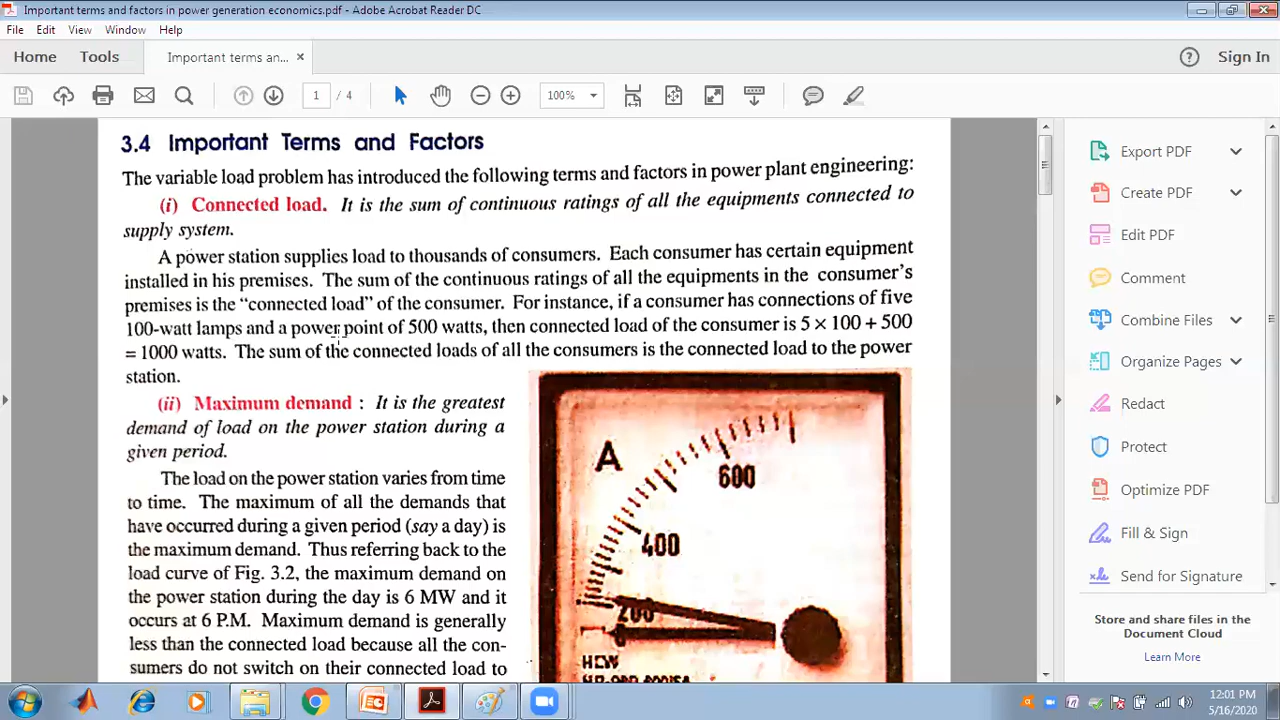 Important terms and factors in power generation economics.pdf - Adobe Acrobat Reader DC
File Edit View Window Help
Home Tools Important terms an... × Sign In
1 / 4 100%
3.4 Important Terms and Factors
The variable load problem has introduced the following terms and factors in power plant engineering:
(i) Connected load. It is the sum of continuous ratings of all the equipments connected to
supply system.
A power station supplies load to thousands of consumers. Each consumer has certain equipment
installed in his premises. The sum of the continuous ratings of all the equipments in the consumer's
premises is the “connected load” of the consumer. For instance, if a consumer has connections of five
100-watt lamps and a power point of 500 watts, then connected load of the consumer is 5 × 100 + 500
= 1000 watts. The sum of the connected loads of all the consumers is the connected load to the power
station.
(ii) Maximum demand : It is the greatest
demand of load on the power station during a
given period.
The load on the power station varies from time
to time. The maximum of all the demands that
have occurred during a given period (say a day) is
the maximum demand. Thus referring back to the
load curve of Fig. 3.2, the maximum demand on
the power station during the day is 6 MW and it
occurs at 6 P.M. Maximum demand is generally
less than the connected load because all the con-
sumers do not switch on their connected load to
A
600
400
200
0
Export PDF
Create PDF
Edit PDF
Comment
Combine Files
Organize Pages
Redact
Protect
Optimize PDF
Fill & Sign
Send for Signature
Store and share files in the
Document Cloud
Learn More
12:01 PM
5/16/2020